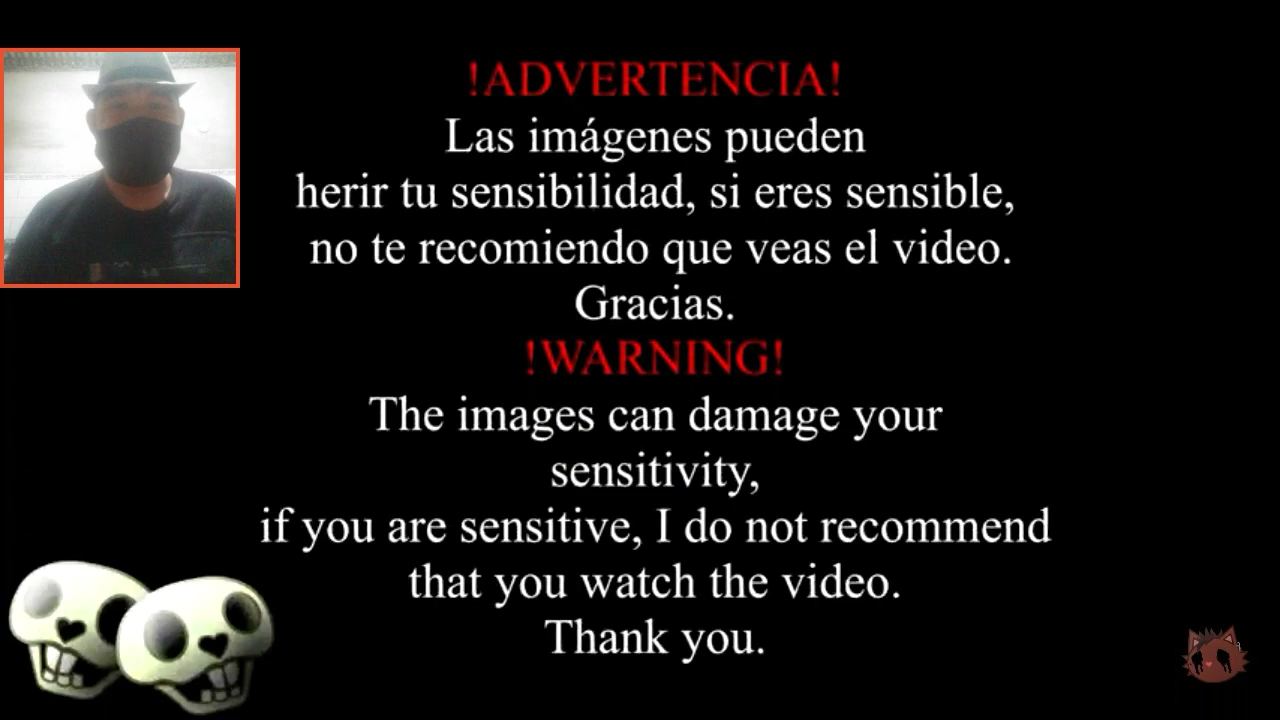 !ADVERTENCIA!
Las imágenes pueden
herir tu sensibilidad, si eres sensible,
no te recomiendo que veas el video.
Gracias.
!WARNING!
The images can damage your
sensitivity,
if you are sensitive, I do not recommend
that you watch the video.
Thank you.